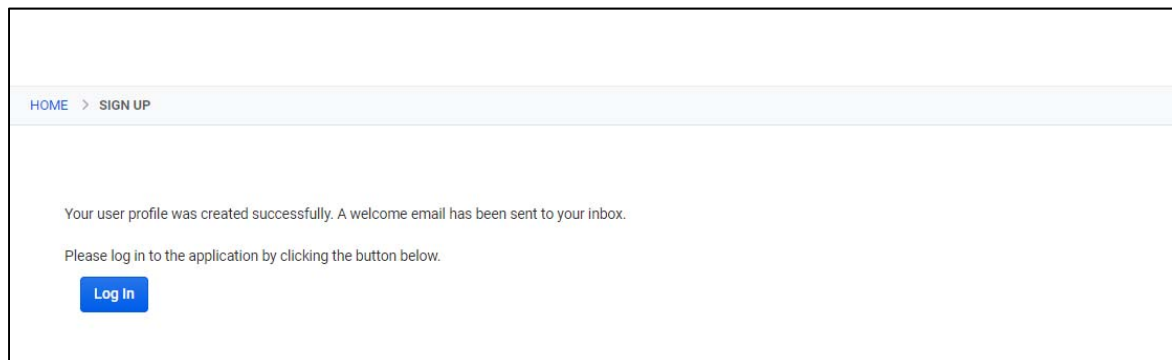 HOME > SIGN UP
Your user profile was created successfully. A welcome email has been sent to your inbox.
Please log in to the application by clicking the button below.
Log In